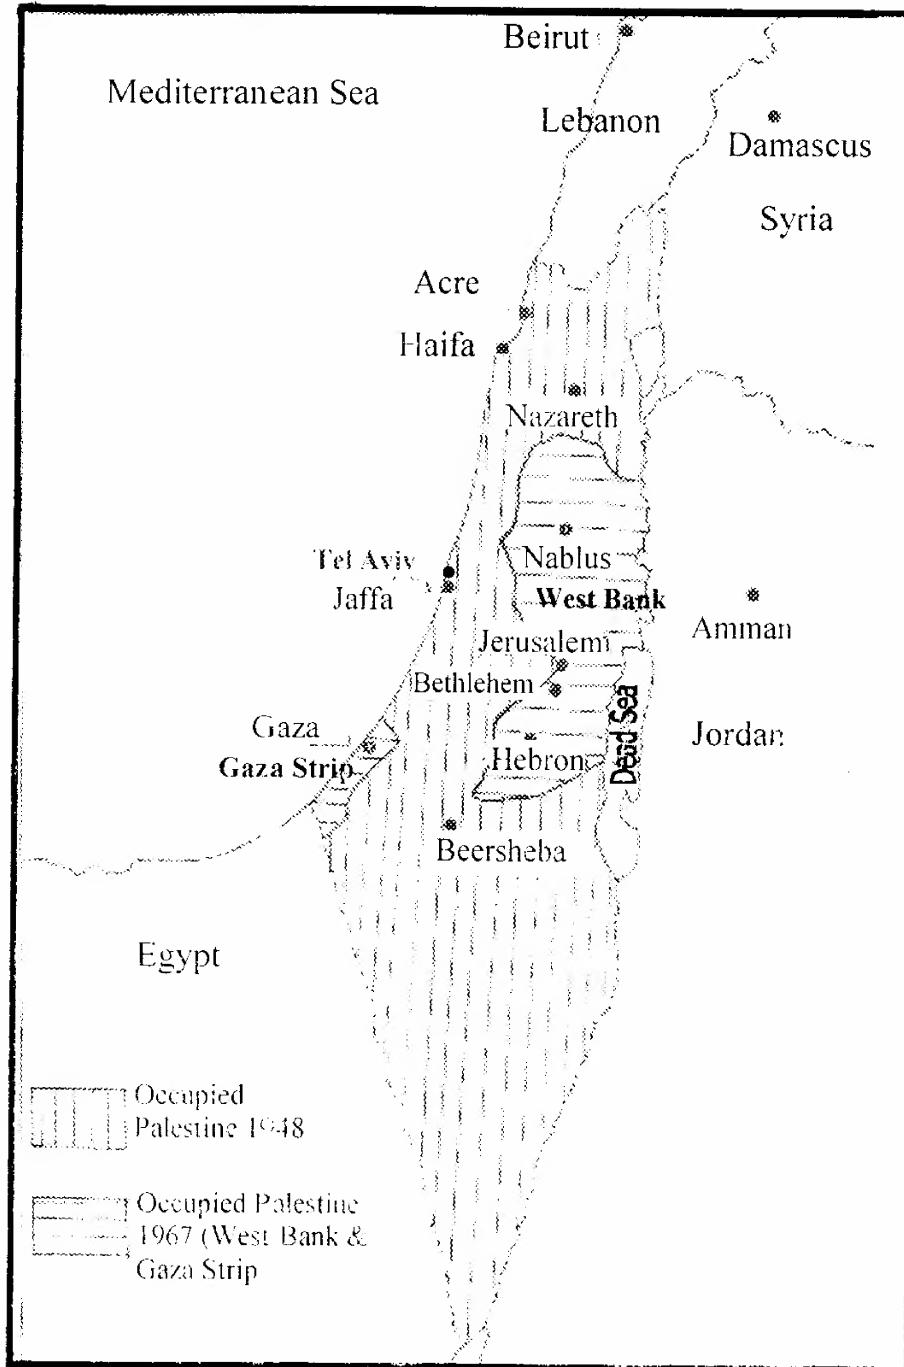 Beirut
Mediterranean Sea
Lebanon
Damascus
Syria
Acre
Haifa
Nazareth
Nablus
Tel Aviv
Jaffa
West Bank
Amman
Jerusalem
Bethlehem
Dead Sea
Gaza
Jordan
Gaza Strip
Hebron
Beersheba
Egypt
Occupied
Palestine 1948
Occupied Palestine
1967 (West Bank &
Gaza Strip